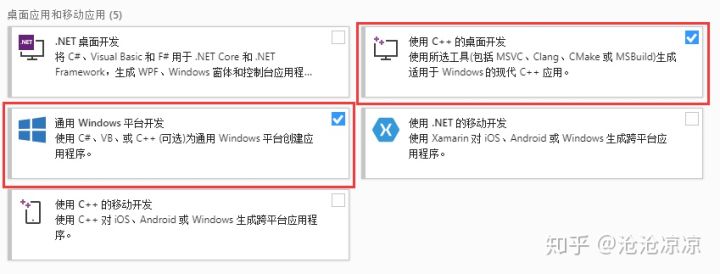 桌面应用和移动应用 (5)
.NET 桌面开发
将 C#、Visual Basic 和 F# 用于 .NET Core 和 .NET
Framework，生成 WPF、Windows 窗体和控制台应用程...
使用 C++ 的桌面开发
使用所选工具(包括 MSVC、Clang、CMake 或 MSBuild)生成
适用于 Windows 的现代 C++ 应用。
通用 Windows 平台开发
使用 C#、VB、或 C++ (可选)为通用 Windows 平台创建应
用程序。
使用 .NET 的移动开发
使用 Xamarin 对 iOS、Android 或 Windows 生成跨平台应
用程序。
使用 C++ 的移动开发
使用 C++ 对 iOS、Android 或 Windows 生成跨平台应用程
序。
知乎 @沧沧凉凉